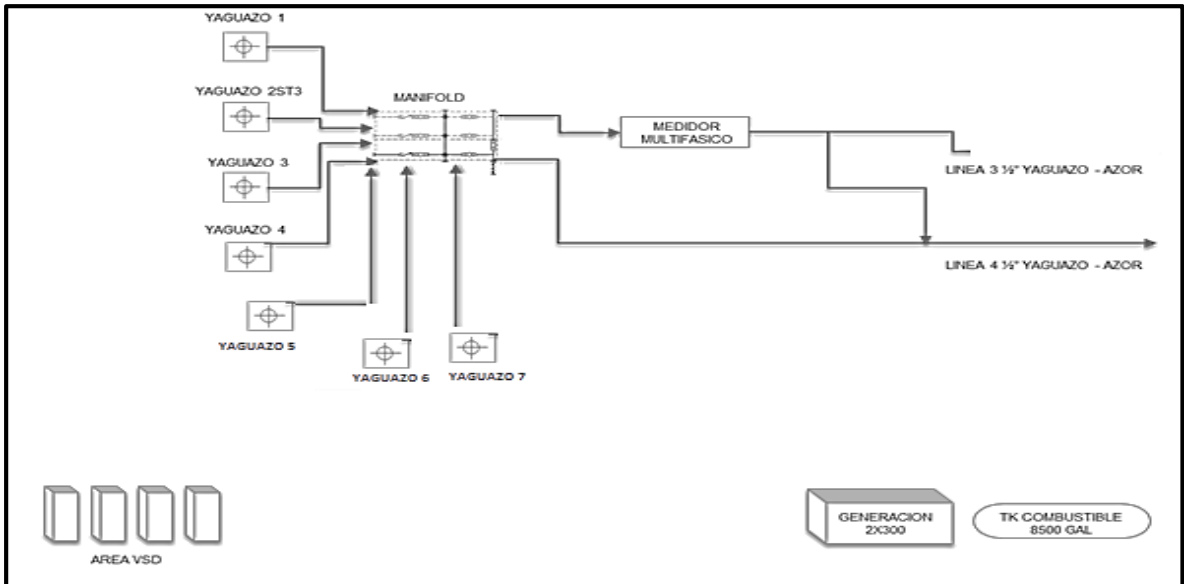 YAGUAZO 1
YAGUAZO 2ST3
MANIFOLD
MEDIDOR
MULTIFASICO
YAGUAZO 3
LINEA 3 ½" YAGUAZO - AZOR
YAGUAZO 4
LINEA 4 ½" YAGUAZO - AZOR
YAGUAZO 5
YAGUAZO 6
YAGUAZO 7
GENERACION
2X300
TK COMBUSTIBLE
8500 GAL
AREA VSD